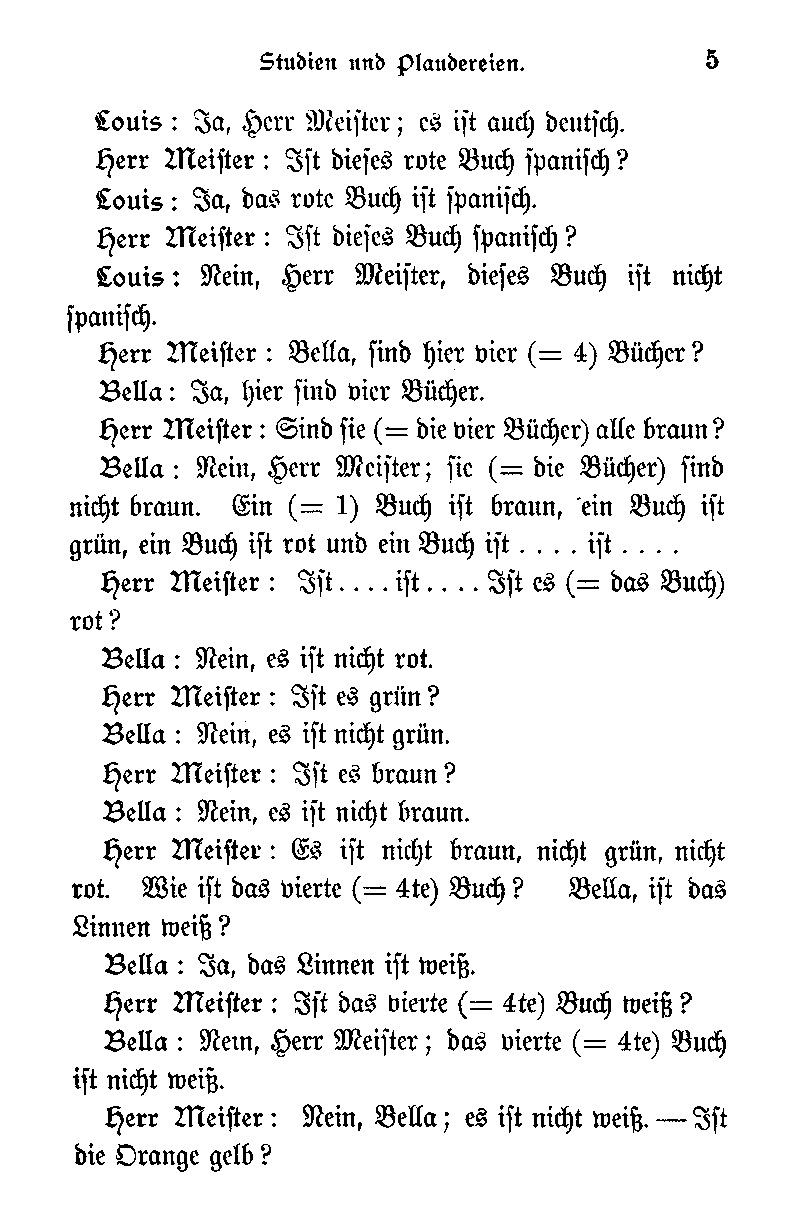 Studien und Plaudereien. 5
Louis: Ja, Herr Meister; es ist auch deutsch.
Herr Meister: Ist dieses rote Buch spanisch?
Louis: Ja, das rote Buch ist spanisch.
Herr Meister: Ist dieses Buch spanisch?
Louis: Nein, Herr Meister, dieses Buch ist nicht
spanisch.
Herr Meister: Bella, sind hier vier (= 4) Bücher?
Bella: Ja, hier sind vier Bücher.
Herr Meister: Sind sie (= die vier Bücher) alle braun?
Bella: Nein, Herr Meister; sie (= die Bücher) sind
nicht braun. Ein (= 1) Buch ist braun, ein Buch ist
grün, ein Buch ist rot und ein Buch ist . . . . ist . . . .
Herr Meister: Ist . . . . ist . . . . Ist es (= das Buch)
rot?
Bella: Nein, es ist nicht rot.
Herr Meister: Ist es grün?
Bella: Nein, es ist nicht grün.
Herr Meister: Ist es braun?
Bella: Nein, es ist nicht braun.
Herr Meister: Es ist nicht braun, nicht grün, nicht
rot. Wie ist das vierte (= 4te) Buch? Bella, ist das
Linnen weiß?
Bella: Ja, das Linnen ist weiß.
Herr Meister: Ist das vierte (= 4te) Buch weiß?
Bella: Nein, Herr Meister; das vierte (= 4te) Buch
ist nicht weiß.
Herr Meister: Nein, Bella; es ist nicht weiß. — Ist
die Orange gelb?